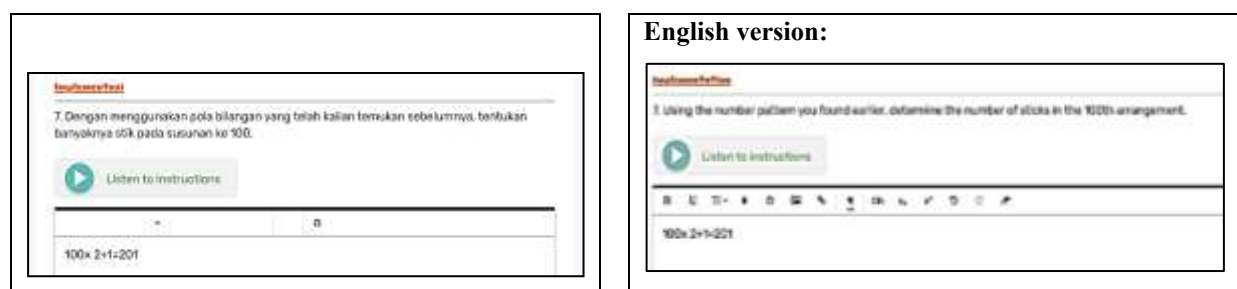 Implementasi
7. Dengan menggunakan pola bilangan yang telah kalian temukan sebelumnya, tentukan
banyaknya stik pada susunan ke 100.
Listen to instructions
100x 2+1=201
English version:
Implementation
7. Using the number pattern you found earlier, determine the number of sticks in the 100th arrangement.
Listen to instructions
100x 2+1=201